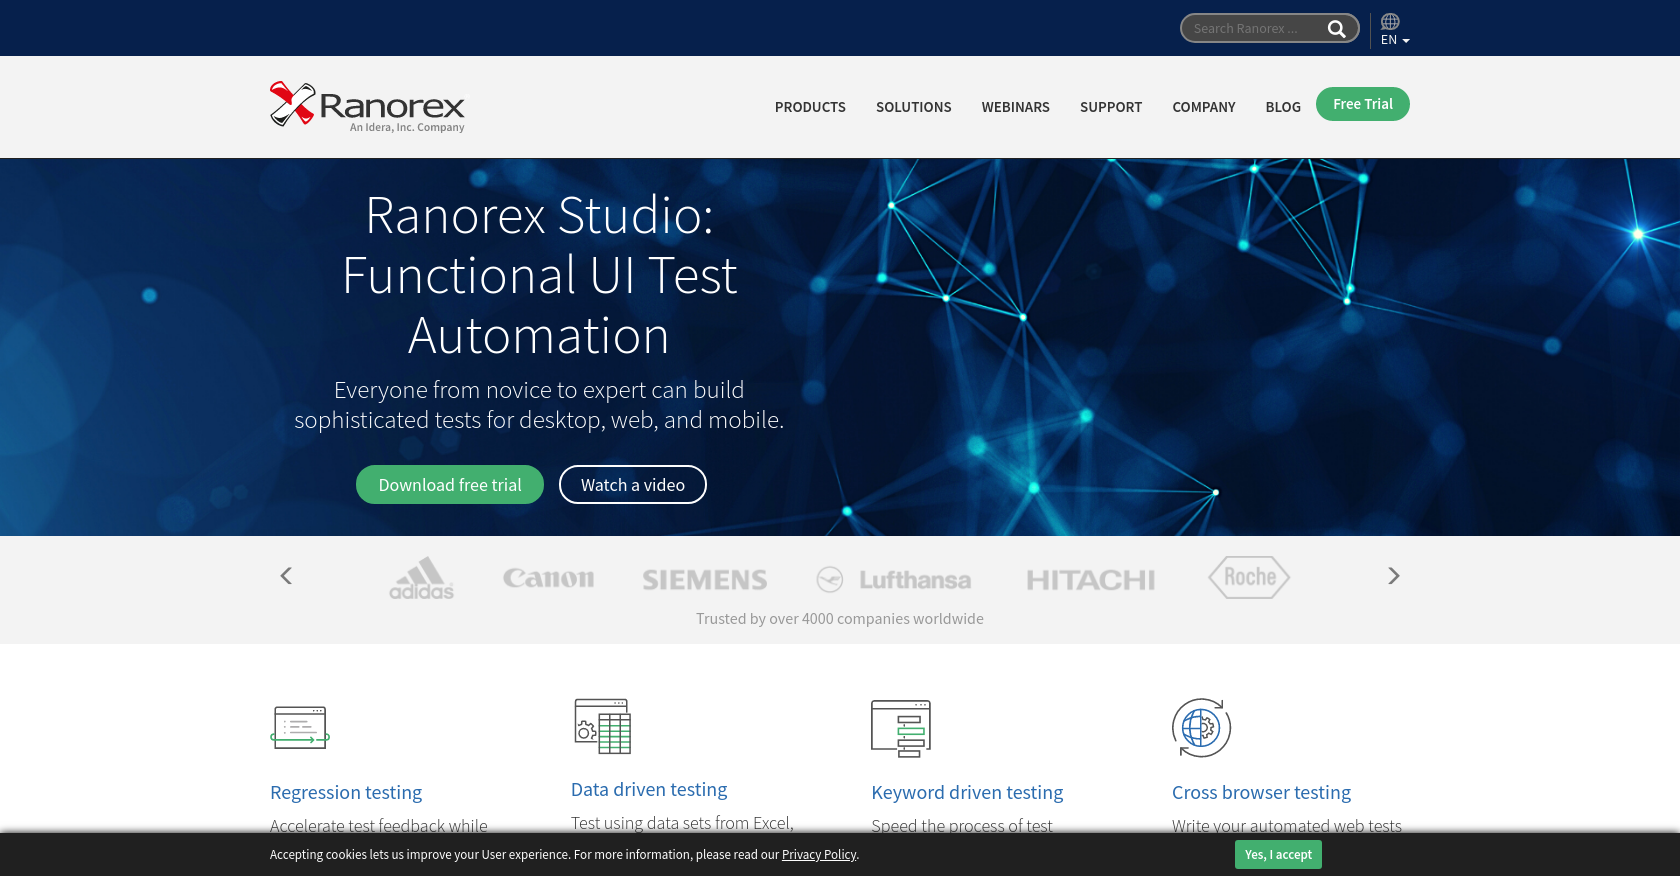 Search Ranorex ...
EN
Ranorex
An Idera, Inc. Company
PRODUCTS
SOLUTIONS
WEBINARS
SUPPORT
COMPANY
BLOG
Free Trial
Ranorex Studio:
Functional UI Test
Automation
Everyone from novice to expert can build
sophisticated tests for desktop, web, and mobile.
Download free trial
Watch a video
adidas
Canon
SIEMENS
Lufthansa
HITACHI
Roche
Trusted by over 4000 companies worldwide
Regression testing
Data driven testing
Keyword driven testing
Cross browser testing
Accelerate test feedback while
Test using data sets from Excel,
Speed the process of test
Write your automated web tests
Accepting cookies lets us improve your User experience. For more information, please read our Privacy Policy.
Yes, I accept